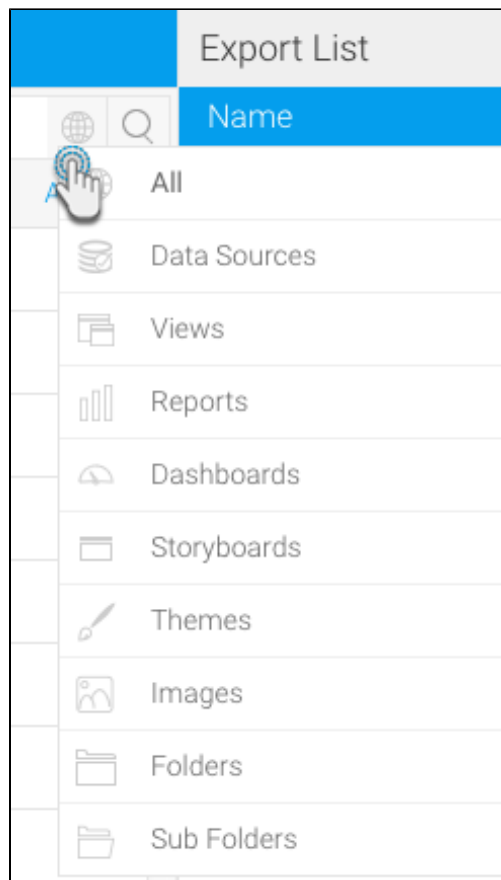 Export List
Name
A
All
Data Sources
Views
Reports
Dashboards
Storyboards
Themes
Images
Folders
Sub Folders